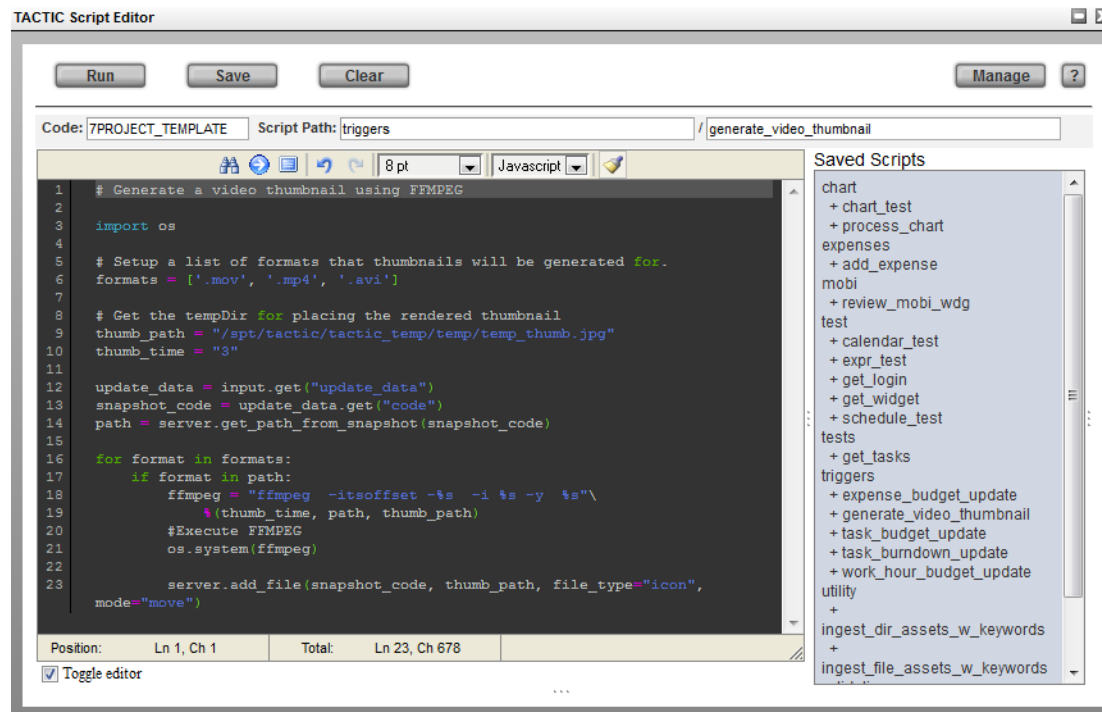 TACTIC Script Editor
Run Save Clear Manage ?
Code: 7PROJECT_TEMPLATE Script Path: triggers / generate_video_thumbnail
8 pt Javascript
Saved Scripts
1 # Generate a video thumbnail using FFMPEG
2
3 import os
4
5 # Setup a list of formats that thumbnails will be generated for.
6 formats = ['.mov', '.mp4', '.avi']
7
8 # Get the tempDir for placing the rendered thumbnail
9 thumb_path = "/spt/tactic/tactic_temp/temp/temp_thumb.jpg"
10 thumb_time = "3"
11
12 update_data = input.get("update_data")
13 snapshot_code = update_data.get("code")
14 path = server.get_path_from_snapshot(snapshot_code)
15
16 for format in formats:
17 if format in path:
18 ffmpeg = "ffmpeg  -itsoffset -%s  -i %s -y  %s"\
19 %(thumb_time, path, thumb_path)
20 #Execute FFMPEG
21 os.system(ffmpeg)
22
23 server.add_file(snapshot_code, thumb_path, file_type="icon",
mode="move")
Position: Ln 1, Ch 1 Total: Ln 23, Ch 678
Toggle editor
chart
+ chart_test
+ process_chart
expenses
+ add_expense
mobi
+ review_mobi_wdg
test
+ calendar_test
+ expr_test
+ get_login
+ get_widget
+ schedule_test
tests
+ get_tasks
triggers
+ expense_budget_update
+ generate_video_thumbnail
+ task_budget_update
+ task_burndown_update
+ work_hour_budget_update
utility
+
ingest_dir_assets_w_keywords
+
ingest_file_assets_w_keywords